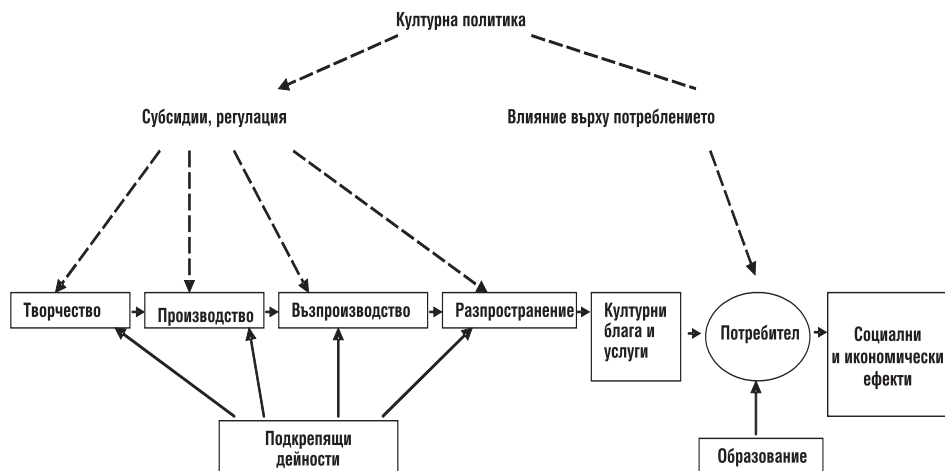 Културна политика
Субсидии, регулация
Влияние върху потреблението
Творчество
Производство
Възпроизводство
Разпространение
Културни
блага и
услуги
Потребител
Социални
и икономически
ефекти
Подкрепящи
дейности
Образование